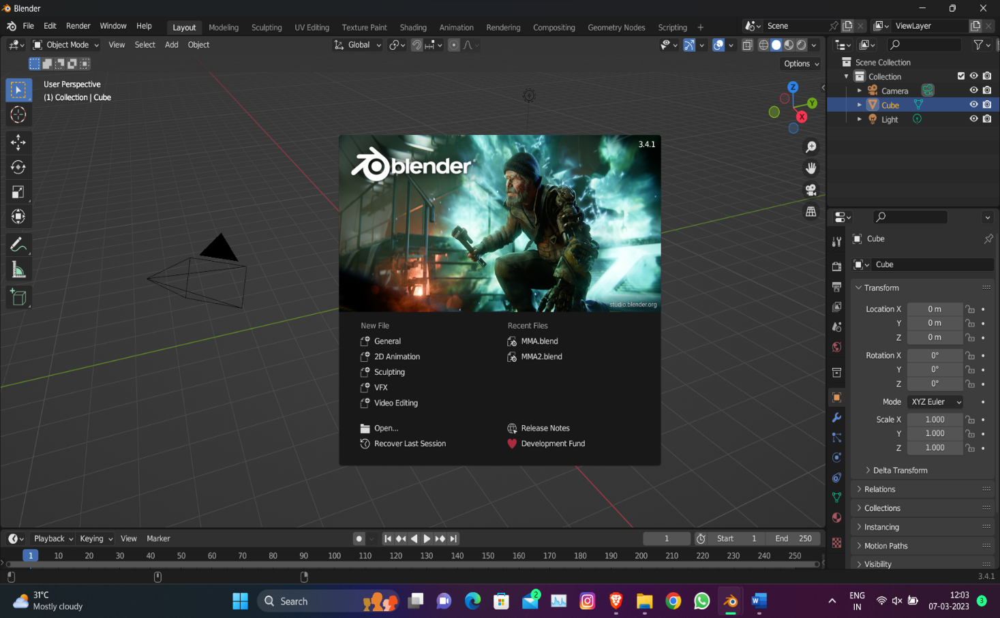 Blender
File Edit Render Window Help Layout Modeling Sculpting UV Editing Texture Paint Shading Animation Rendering Compositing Geometry Nodes Scripting + Scene ViewLayer
Object Mode View Select Add Object Global
Options
User Perspective
(1) Collection | Cube
Z
Y
X
Scene Collection
Collection
Camera
Cube
Light
3.4.1
blender
studio.blender.org
New File
General
2D Animation
Sculpting
VFX
Video Editing
Open...
Recover Last Session
Recent Files
MMA.blend
MMA2.blend
Release Notes
Development Fund
Cube
Cube
Transform
Location X 0 m
Y 0 m
Z 0 m
Rotation X 0°
Y 0°
Z 0°
Mode XYZ Euler
Scale X 1.000
Y 1.000
Z 1.000
Delta Transform
Relations
Collections
Instancing
Motion Paths
Visibility
Playback Keying View Marker 1 Start 1 End 250
1 10 20 30 40 50 60 70 80 90 100 110 120 130 140 150 160 170 180 190 200 210 220 230 240 250
3.4.1
31°C
Mostly cloudy
Search
2
W
ENG
IN
12:03
07-03-2023
3